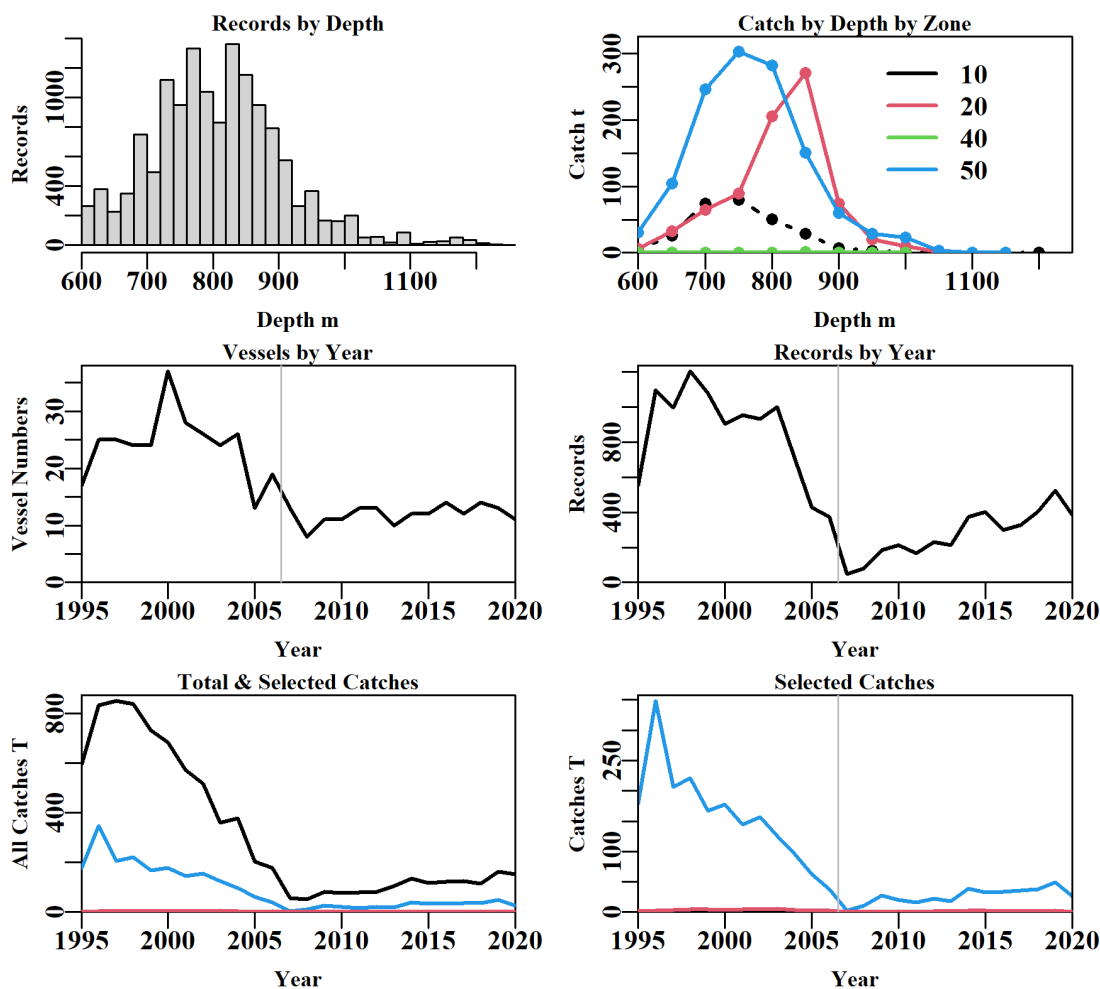 Records by Depth
Records
0 400 1000
600 700 900 1100
Depth m
Catch by Depth by Zone
Catch t
0 100 200 300
10
20
40
50
600 700 800 900 1100
Depth m
Vessels by Year
Vessel Numbers
0 10 20 30
1995 2000 2005 2010 2015 2020
Year
Records by Year
Records
0 400 800
1995 2000 2005 2010 2015 2020
Year
Total & Selected Catches
All Catches T
0 400 800
1995 2000 2005 2010 2015 2020
Year
Selected Catches
Catches T
0 100 250
1995 2000 2005 2010 2015 2020
Year